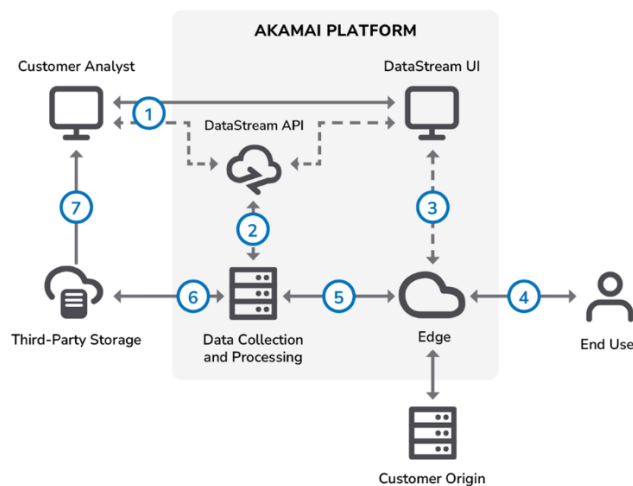 AKAMAI PLATFORM
Customer Analyst
DataStream UI
1
DataStream API
7
2
3
6
5
4
Third-Party Storage
Data Collection
and Processing
Edge
End Use
Customer Origin